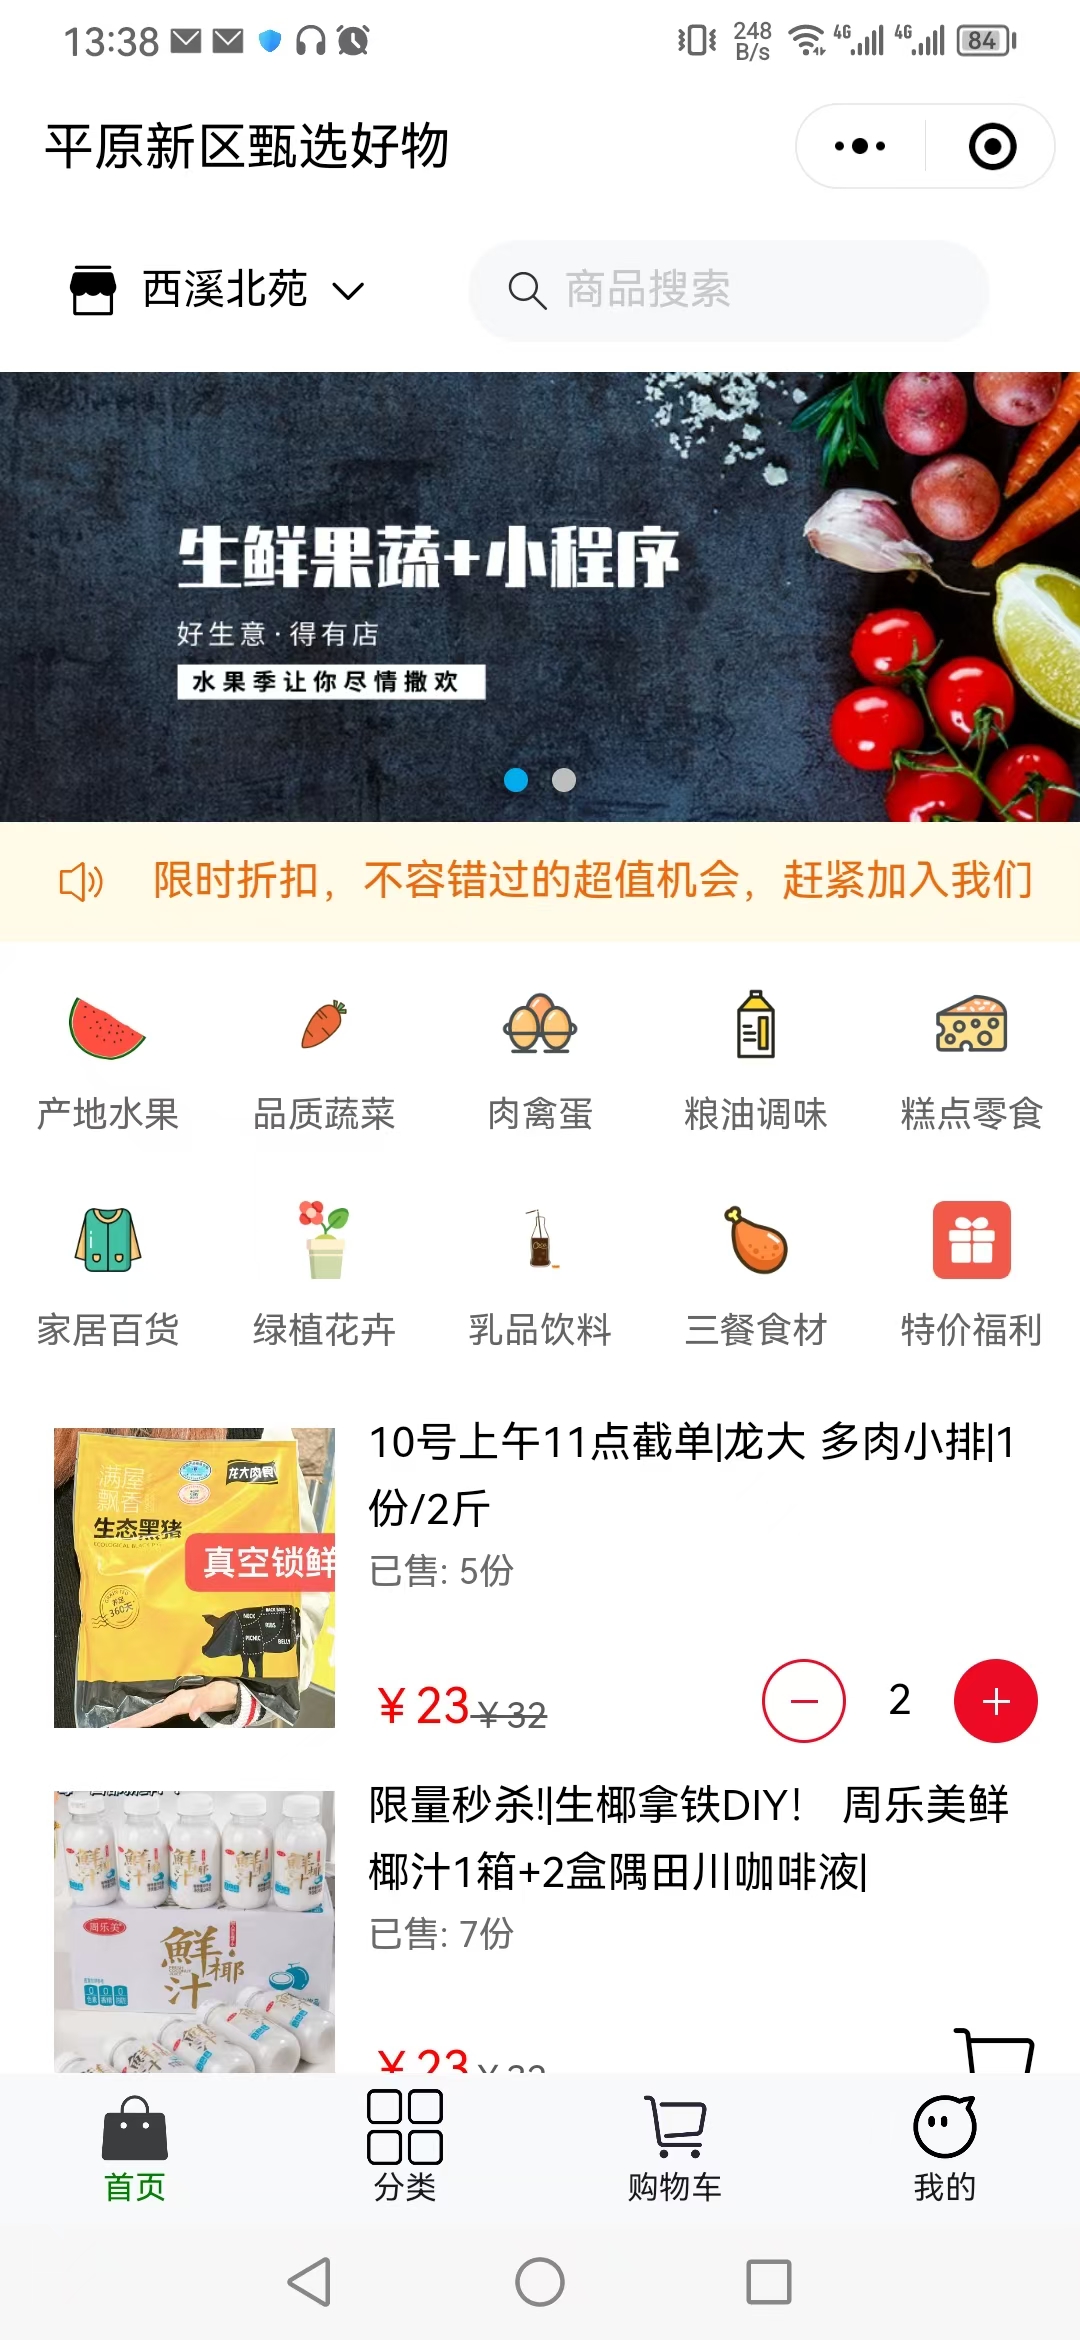 13:38
248 B/s
4G
4G
84
平原新区甄选好物
西溪北苑
商品搜索
生鲜果蔬+小程序
好生意·得有店
水果季让你尽情撒欢
限时折扣，不容错过的超值机会，赶紧加入我们
产地水果 品质蔬菜 肉禽蛋 粮油调味 糕点零食
家居百货 绿植花卉 乳品饮料 三餐食材 特价福利
满屋
飘香
龙大肉食
生态黑猪
真空锁鲜
360天
NECK
RIBS
PICNIC
BELLY
10号上午11点截单|龙大 多肉小排|1
份/2斤
已售: 5份
￥23 ￥32
2
周乐美
鲜椰汁
限量秒杀!|生椰拿铁DIY！ 周乐美鲜
椰汁1箱+2盒隅田川咖啡液|
已售: 7份
￥23 ￥32
首页 分类 购物车 我的